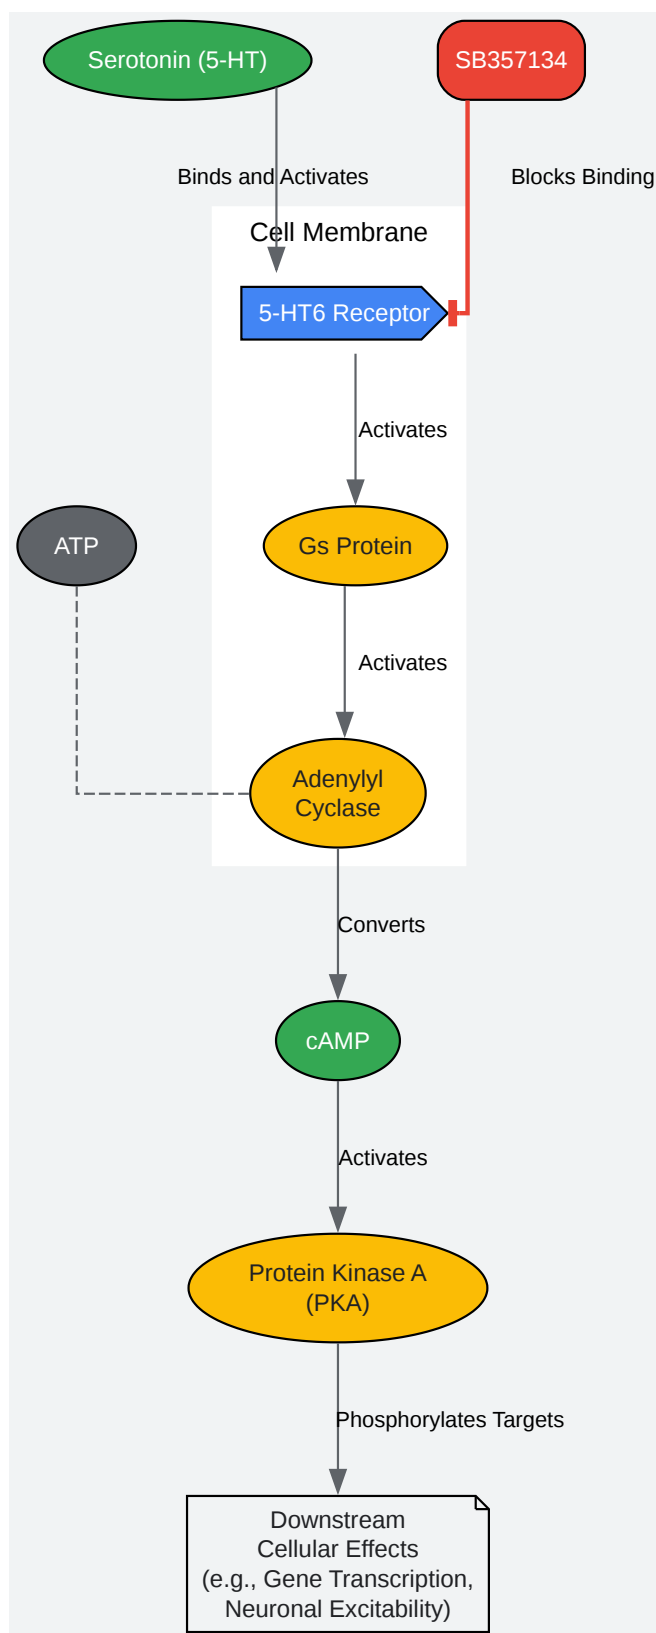 Serotonin (5-HT)
SB357134
Binds and Activates
Blocks Binding
Cell Membrane
5-HT6 Receptor
Activates
ATP
Gs Protein
Activates
Adenylyl
Cyclase
Converts
cAMP
Activates
Protein Kinase A
(PKA)
Phosphorylates Targets
Downstream
Cellular Effects
(e.g., Gene Transcription,
Neuronal Excitability)